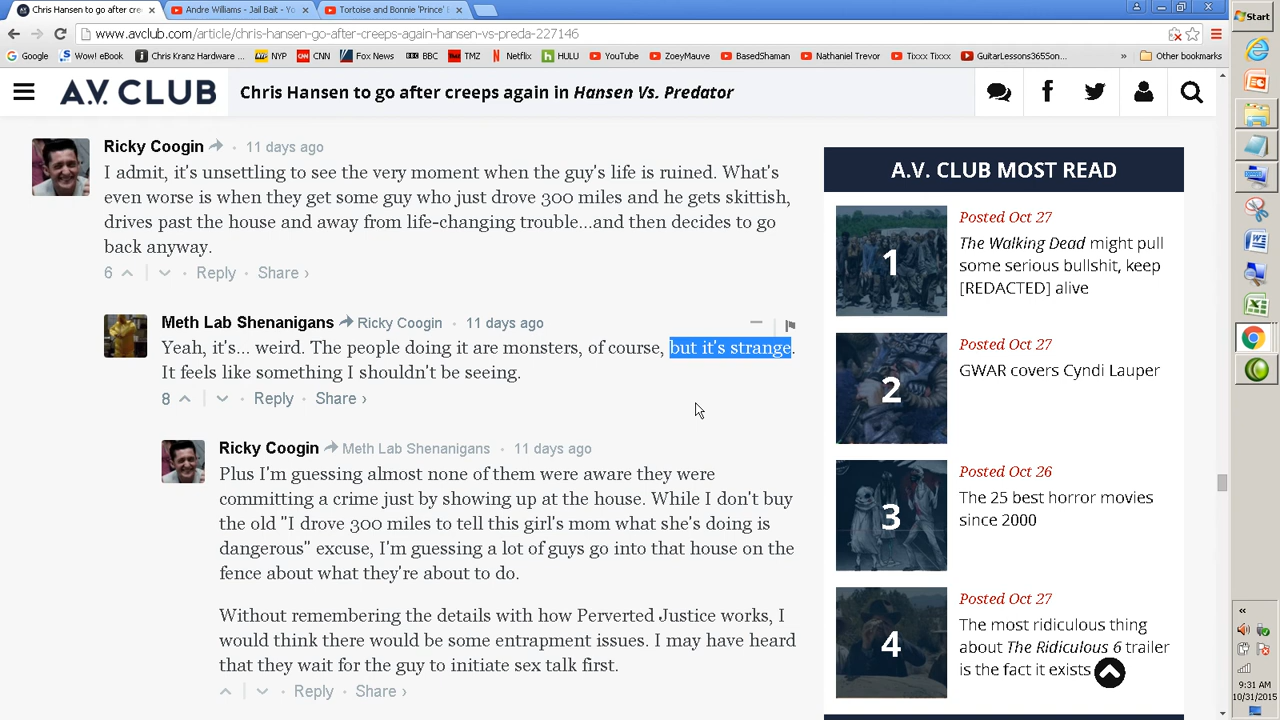 Chris Hansen to go after cre
Andre Williams - Jail Bait - Yo
Tortoise and Bonnie 'Prince' E
www.avclub.com/article/chris-hansen-go-after-creeps-again-hansen-vs-pred-227146
Google
Wow! eBook
Chris Kranz Hardware ...
NYP
CNN
Fox News
BBC
TMZ
Netflix
HULU
YouTube
ZoeyMauve
BasedShaman
Nathaniel Trevor
Tixxx Tixxx
GuitarLessons365on...
»
Other bookmarks
A.V. CLUB
Chris Hansen to go after creeps again in Hansen Vs. Predator
Ricky Coogin • 11 days ago
I admit, it's unsettling to see the very moment when the guy's life is ruined. What's
even worse is when they get some guy who just drove 300 miles and he gets skittish,
drives past the house and away from life-changing trouble...and then decides to go
back anyway.
6 Reply Share ›
Meth Lab Shenanigans Ricky Coogin • 11 days ago
Yeah, it's... weird. The people doing it are monsters, of course, but it's strange.
It feels like something I shouldn't be seeing.
8 Reply • Share ›
Ricky Coogin Meth Lab Shenanigans • 11 days ago
Plus I'm guessing almost none of them were aware they were
committing a crime just by showing up at the house. While I don't buy
the old "I drove 300 miles to tell this girl's mom what she's doing is
dangerous" excuse, I'm guessing a lot of guys go into that house on the
fence about what they're about to do.
Without remembering the details with how Perverted Justice works, I
would think there would be some entrapment issues. I may have heard
that they wait for the guy to initiate sex talk first.
Reply • Share ›
A.V. CLUB MOST READ
1
Posted Oct 27
The Walking Dead might pull
some serious bullshit, keep
[REDACTED] alive
2
Posted Oct 27
GWAR covers Cyndi Lauper
3
Posted Oct 26
The 25 best horror movies
since 2000
4
Posted Oct 27
The most ridiculous thing
about The Ridiculous 6 trailer
is the fact it exists
Start
«
9:31 AM
10/31/2015